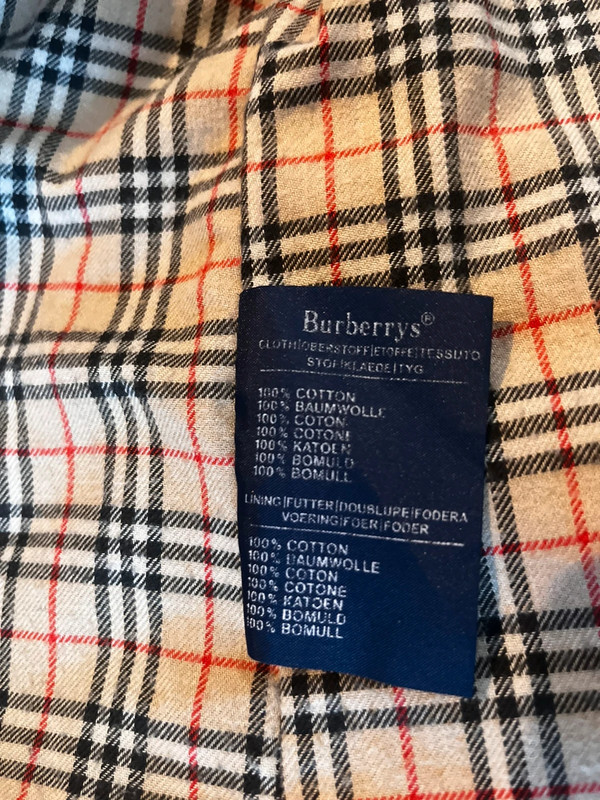 Burberrys®
CLOTH|OBERSTOFF|ETOFFE|TESSUTO
STOF|KLAEDE|TYG
100% COTTON
100% BAUMWOLLE
100% COTON
100% COTONE
100% KATOEN
100% BOMULD
100% BOMULL
LINING|FUTTER|DOUBLURE|FODERA
VOERING|FOER|FODER
100% COTTON
100% BAUMWOLLE
100% COTON
100% COTONE
100% KATOEN
100% BOMULD
100% BOMULL